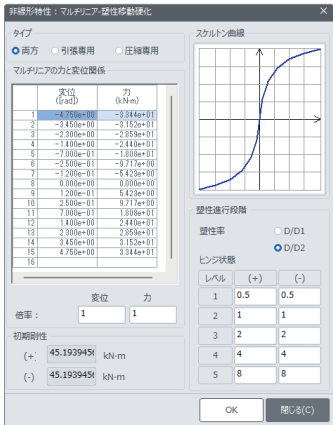 非線形特性：マルチリニア-塑性移動硬化
タイプ
両方 引張専用 圧縮専用
マルチリニアの力と変位関係
変位 力
([rad]) (kN·m)
1 -4.750e+00 -3.344e+01
2 -3.450e+00 -3.152e+01
3 -2.300e+00 -2.859e+01
4 -1.400e+00 -2.440e+01
5 -7.000e-01 -1.808e+01
6 -2.500e-01 -9.717e+00
7 -1.200e-01 -5.423e+00
8 0.000e+00 0.000e+00
9 1.200e-01 5.423e+00
10 2.500e-01 9.717e+00
11 7.000e-01 1.808e+01
12 1.400e+00 2.440e+01
13 2.300e+00 2.859e+01
14 3.450e+00 3.152e+01
15 4.750e+00 3.344e+01
16
変位 力
倍率： 1 1
初期剛性
(+) 45.1939456 kN·m
(-) 45.1939456 kN·m
スケルトン曲線
塑性進行段階
塑性率 D/D1
D/D2
ヒンジ状態
レベル (+) (-)
1 0.5 0.5
2 1 1
3 2 2
4 4 4
5 8 8
OK 閉じる(C)